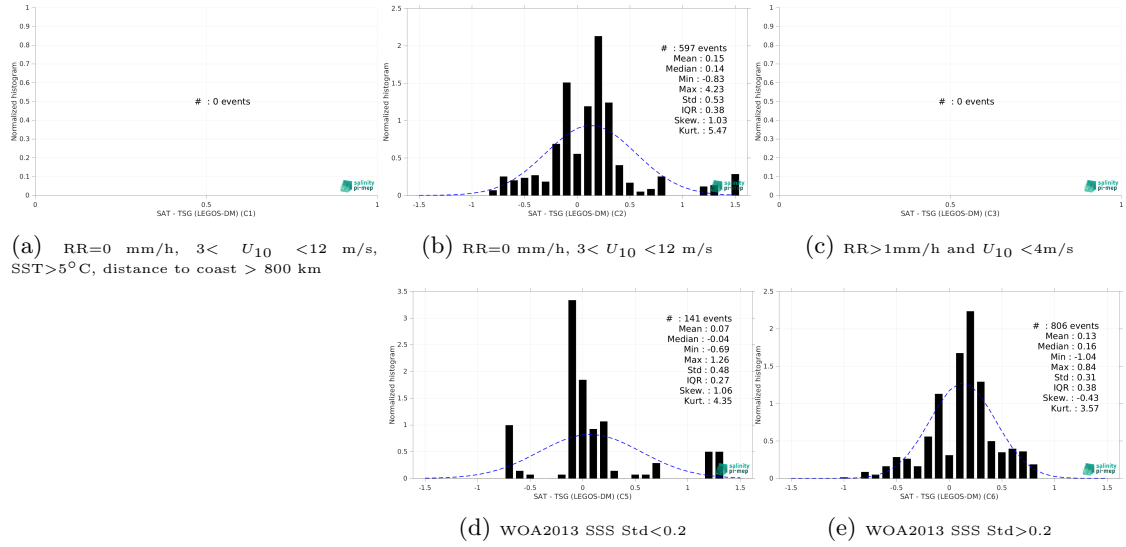 1
0.9
0.8
0.7
0.6
0.5
0.4
0.3
0.2
0.1
0
Normalized histogram
# : 0 events
0
0.5
1
SAT - TSG (LEGOS-DM) (C1)
salinity
pi-mep
(a) RR=0 mm/h, 3< U10 <12 m/s,
SST>5°C, distance to coast > 800 km
2.5
2
1.5
1
0.5
0
Normalized histogram
# : 597 events
Mean : 0.15
Median : 0.14
Min : -0.83
Max : 4.23
Std : 0.53
IQR : 0.38
Skew. : 1.03
Kurt. : 5.47
-1.5
-1
-0.5
0
0.5
1
1.5
SAT - TSG (LEGOS-DM) (C2)
salinity
pi-mep
(b) RR=0 mm/h, 3< U10 <12 m/s
1
0.9
0.8
0.7
0.6
0.5
0.4
0.3
0.2
0.1
0
Normalized histogram
# : 0 events
0
0.5
1
SAT - TSG (LEGOS-DM) (C3)
salinity
pi-mep
(c) RR>1mm/h and U10 <4m/s
3.5
3
2.5
2
1.5
1
0.5
0
Normalized histogram
# : 141 events
Mean : 0.07
Median : -0.04
Min : -0.69
Max : 1.26
Std : 0.48
IQR : 0.27
Skew. : 1.06
Kurt. : 4.35
-1.5
-1
-0.5
0
0.5
1
1.5
SAT - TSG (LEGOS-DM) (C5)
salinity
pi-mep
(d) WOA2013 SSS Std<0.2
2.5
2
1.5
1
0.5
0
Normalized histogram
# : 806 events
Mean : 0.13
Median : 0.16
Min : -1.04
Max : 0.84
Std : 0.31
IQR : 0.38
Skew. : -0.43
Kurt. : 3.57
-1.5
-1
-0.5
0
0.5
1
1.5
SAT - TSG (LEGOS-DM) (C6)
salinity
pi-mep
(e) WOA2013 SSS Std>0.2